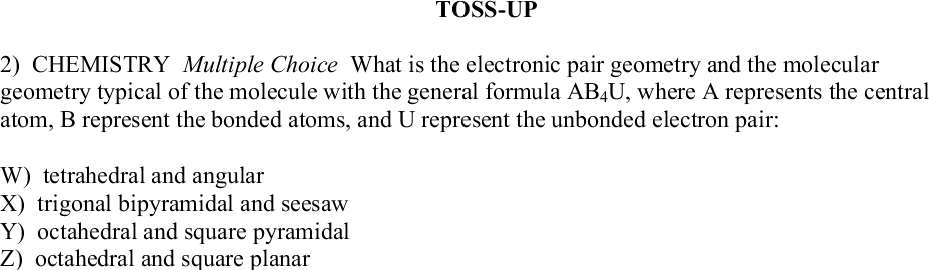 TOSS-UP
2) CHEMISTRY Multiple Choice What is the electronic pair geometry and the molecular
geometry typical of the molecule with the general formula AB₄U, where A represents the central
atom, B represent the bonded atoms, and U represent the unbonded electron pair:
W) tetrahedral and angular
X) trigonal bipyramidal and seesaw
Y) octahedral and square pyramidal
Z) octahedral and square planar